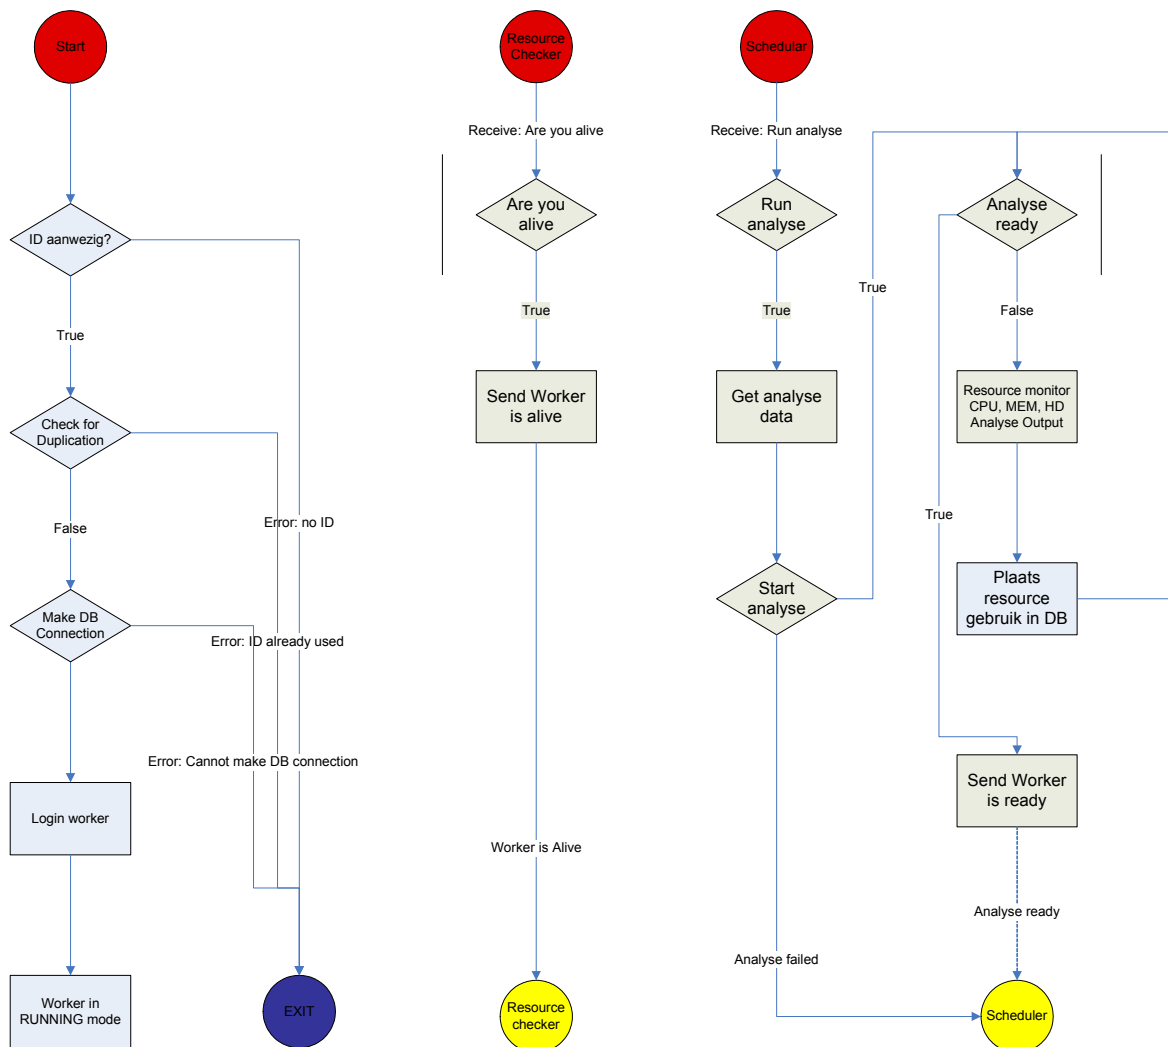 Start
ID aanwezig?
True
Check for
Duplication
False
Make DB
Connection
Login worker
Worker in
RUNNING mode
Error: no ID
Error: ID already used
Error: Cannot make DB connection
EXIT
Resource
Checker
Receive: Are you alive
Are you
alive
True
Send Worker
is alive
Worker is Alive
Resource
checker
Schedular
Receive: Run analyse
Run
analyse
True
Get analyse
data
Start
analyse
True
Analyse failed
Analyse
ready
False
Resource monitor
CPU, MEM, HD
Analyse Output
Plaats
resource
gebruik in DB
True
Send Worker
is ready
Analyse ready
Scheduler